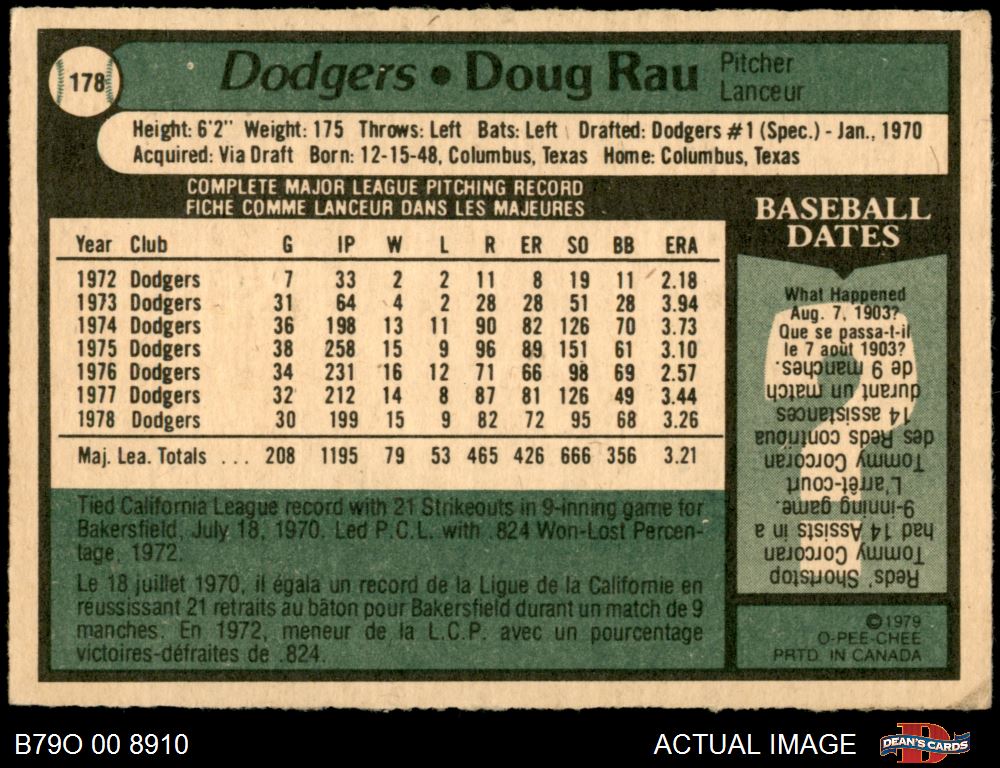 178
Dodgers • Doug Rau Pitcher
Lanceur
Height: 6'2" Weight: 175 Throws: Left Bats: Left Drafted: Dodgers #1 (Spec.) - Jan., 1970
Acquired: Via Draft Born: 12-15-48, Columbus, Texas Home: Columbus, Texas
COMPLETE MAJOR LEAGUE PITCHING RECORD
FICHE COMME LANCEUR DANS LES MAJEURES
Year Club G IP W L R ER SO BB ERA
1972 Dodgers 7 33 2 2 11 8 19 11 2.18
1973 Dodgers 31 64 4 2 28 28 51 28 3.94
1974 Dodgers 36 198 13 11 90 82 126 70 3.73
1975 Dodgers 38 258 15 9 96 89 151 61 3.10
1976 Dodgers 34 231 16 12 71 66 98 69 2.57
1977 Dodgers 32 212 14 8 87 81 126 49 3.44
1978 Dodgers 30 199 15 9 82 72 95 68 3.26
Maj. Lea. Totals ... 208 1195 79 53 465 426 666 356 3.21
Tied California League record with 21 Strikeouts in 9-inning game for
Bakersfield, July 18, 1970. Led P.C.L. with .824 Won-Lost Percen-
tage, 1972.
Le 18 juillet 1970, il égala un record de la Ligue de la Californie en
réussissant 21 retraits au bâton pour Bakersfield durant un match de 9
manches. En 1972, meneur de la L.C.P. avec un pourcentage
victoires-défraites de .824.
BASEBALL
DATES
What Happened
Aug. 7, 1903?
Que se passa-t-il
le 7 août 1903?
Reds' Shortstop
Tommy Corcoran
had 14 Assists in a
9-inning game.
L'arrêt-court
Tommy Corcoran
des Reds contribua
14 assistances
durant un match
de 9 manches.
©1979
O-PEE-CHEE
PRTD. IN CANADA
B79O 00 8910
ACTUAL IMAGE
D
DEAN'S CARDS